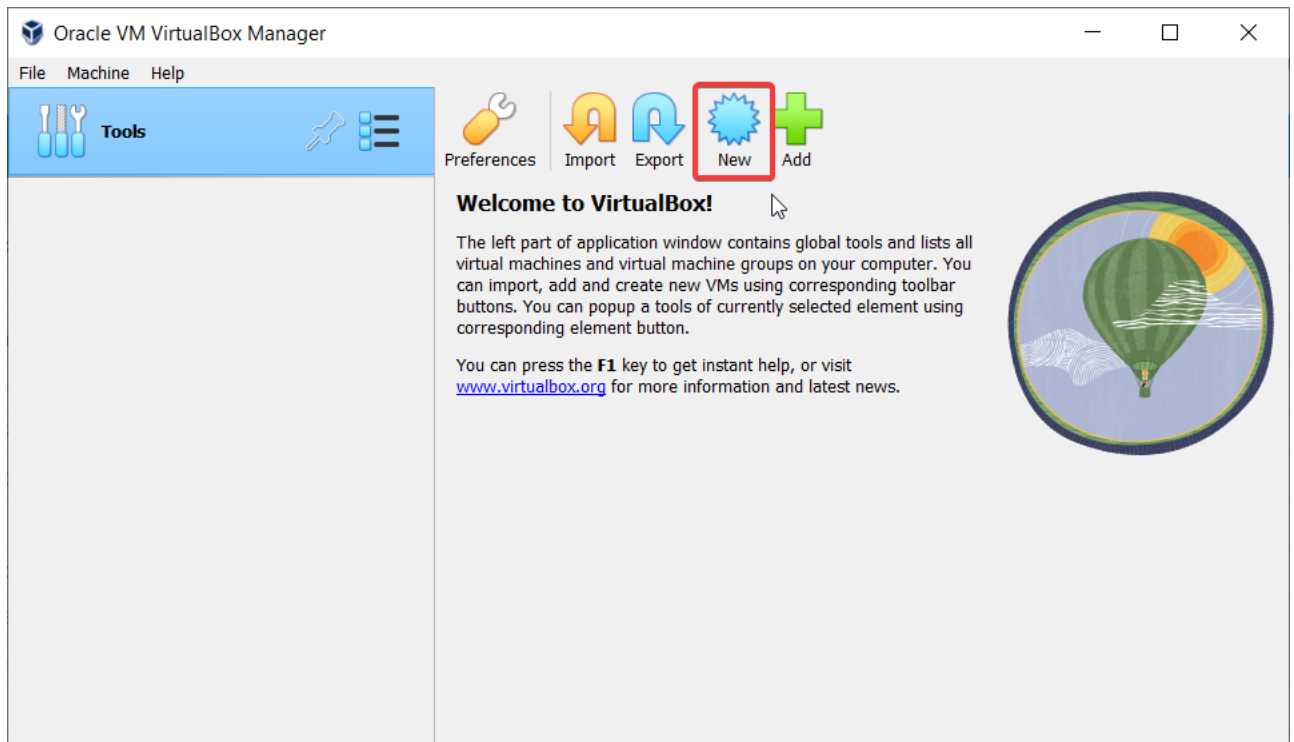 Oracle VM VirtualBox Manager
File Machine Help
Tools
Preferences Import Export New Add
Welcome to VirtualBox!
The left part of application window contains global tools and lists all
virtual machines and virtual machine groups on your computer. You
can import, add and create new VMs using corresponding toolbar
buttons. You can popup a tools of currently selected element using
corresponding element button.
You can press the F1 key to get instant help, or visit
www.virtualbox.org for more information and latest news.